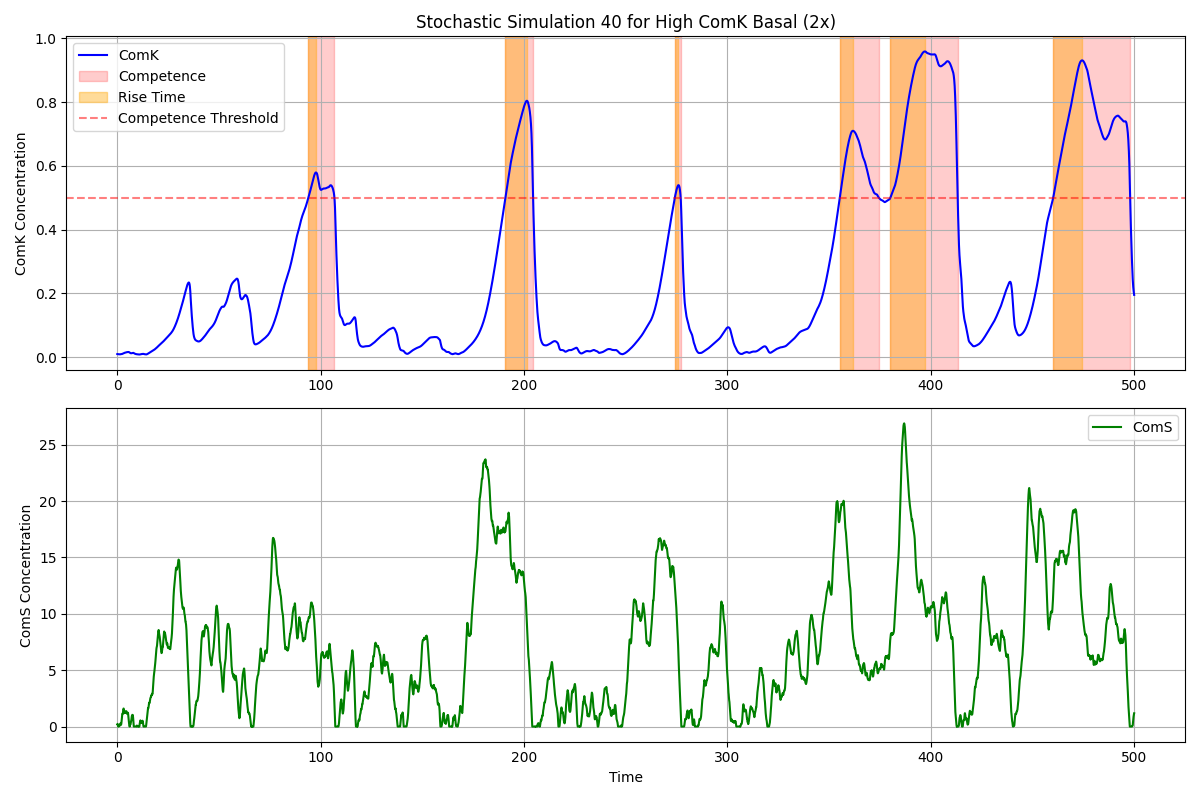 Stochastic Simulation 40 for High ComK Basal (2x)
ComK Concentration
1.0
0.8
0.6
0.4
0.2
0.0
ComK
Competence
Rise Time
Competence Threshold
0 100 200 300 400 500
ComS Concentration
25
20
15
10
5
0
ComS
0 100 200 300 400 500
Time